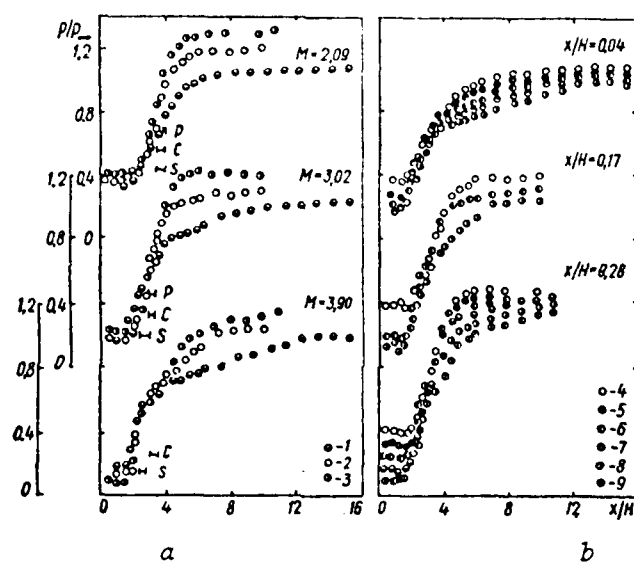 p/p∞
1,2
0,8
1,2 0,4
0,8 0
1,2 0,4
0,8 0
0,4
0
M=2,09
p
C
S
M=3,02
p
C
S
M=3,90
C
S
-1
-2
-3
0 4 8 12 16
a
x/H=0,04
x/H=0,17
x/H=0,28
-4
-5
-6
-7
-8
-9
0 4 8 12 x/H
b